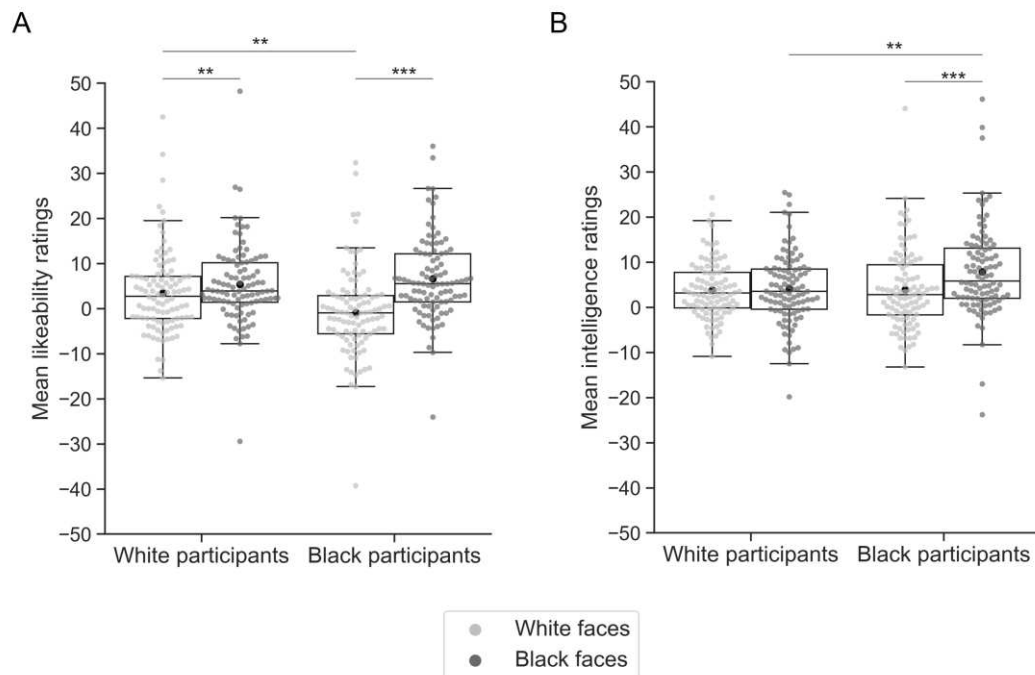 A
B
**
**
**
***
***
50
40
30
20
10
0
−10
−20
−30
−40
−50
Mean likeability ratings
White participants
Black participants
50
40
30
20
10
0
−10
−20
−30
−40
−50
Mean intelligence ratings
White participants
Black participants
White faces
Black faces